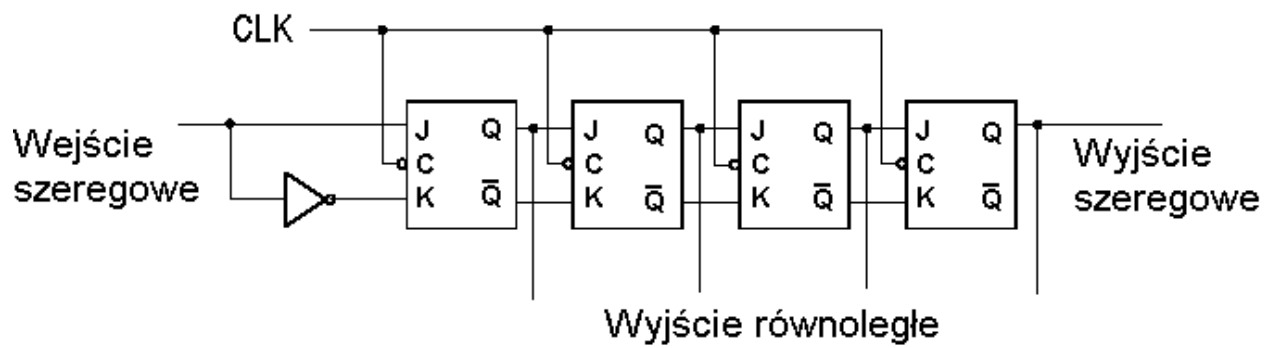 CLK
Wejście
szeregowe
J Q J Q J Q J Q
C C C C
K Q̅ K Q̅ K Q̅ K Q̅
Wyjście
szeregowe
Wyjście równoległe